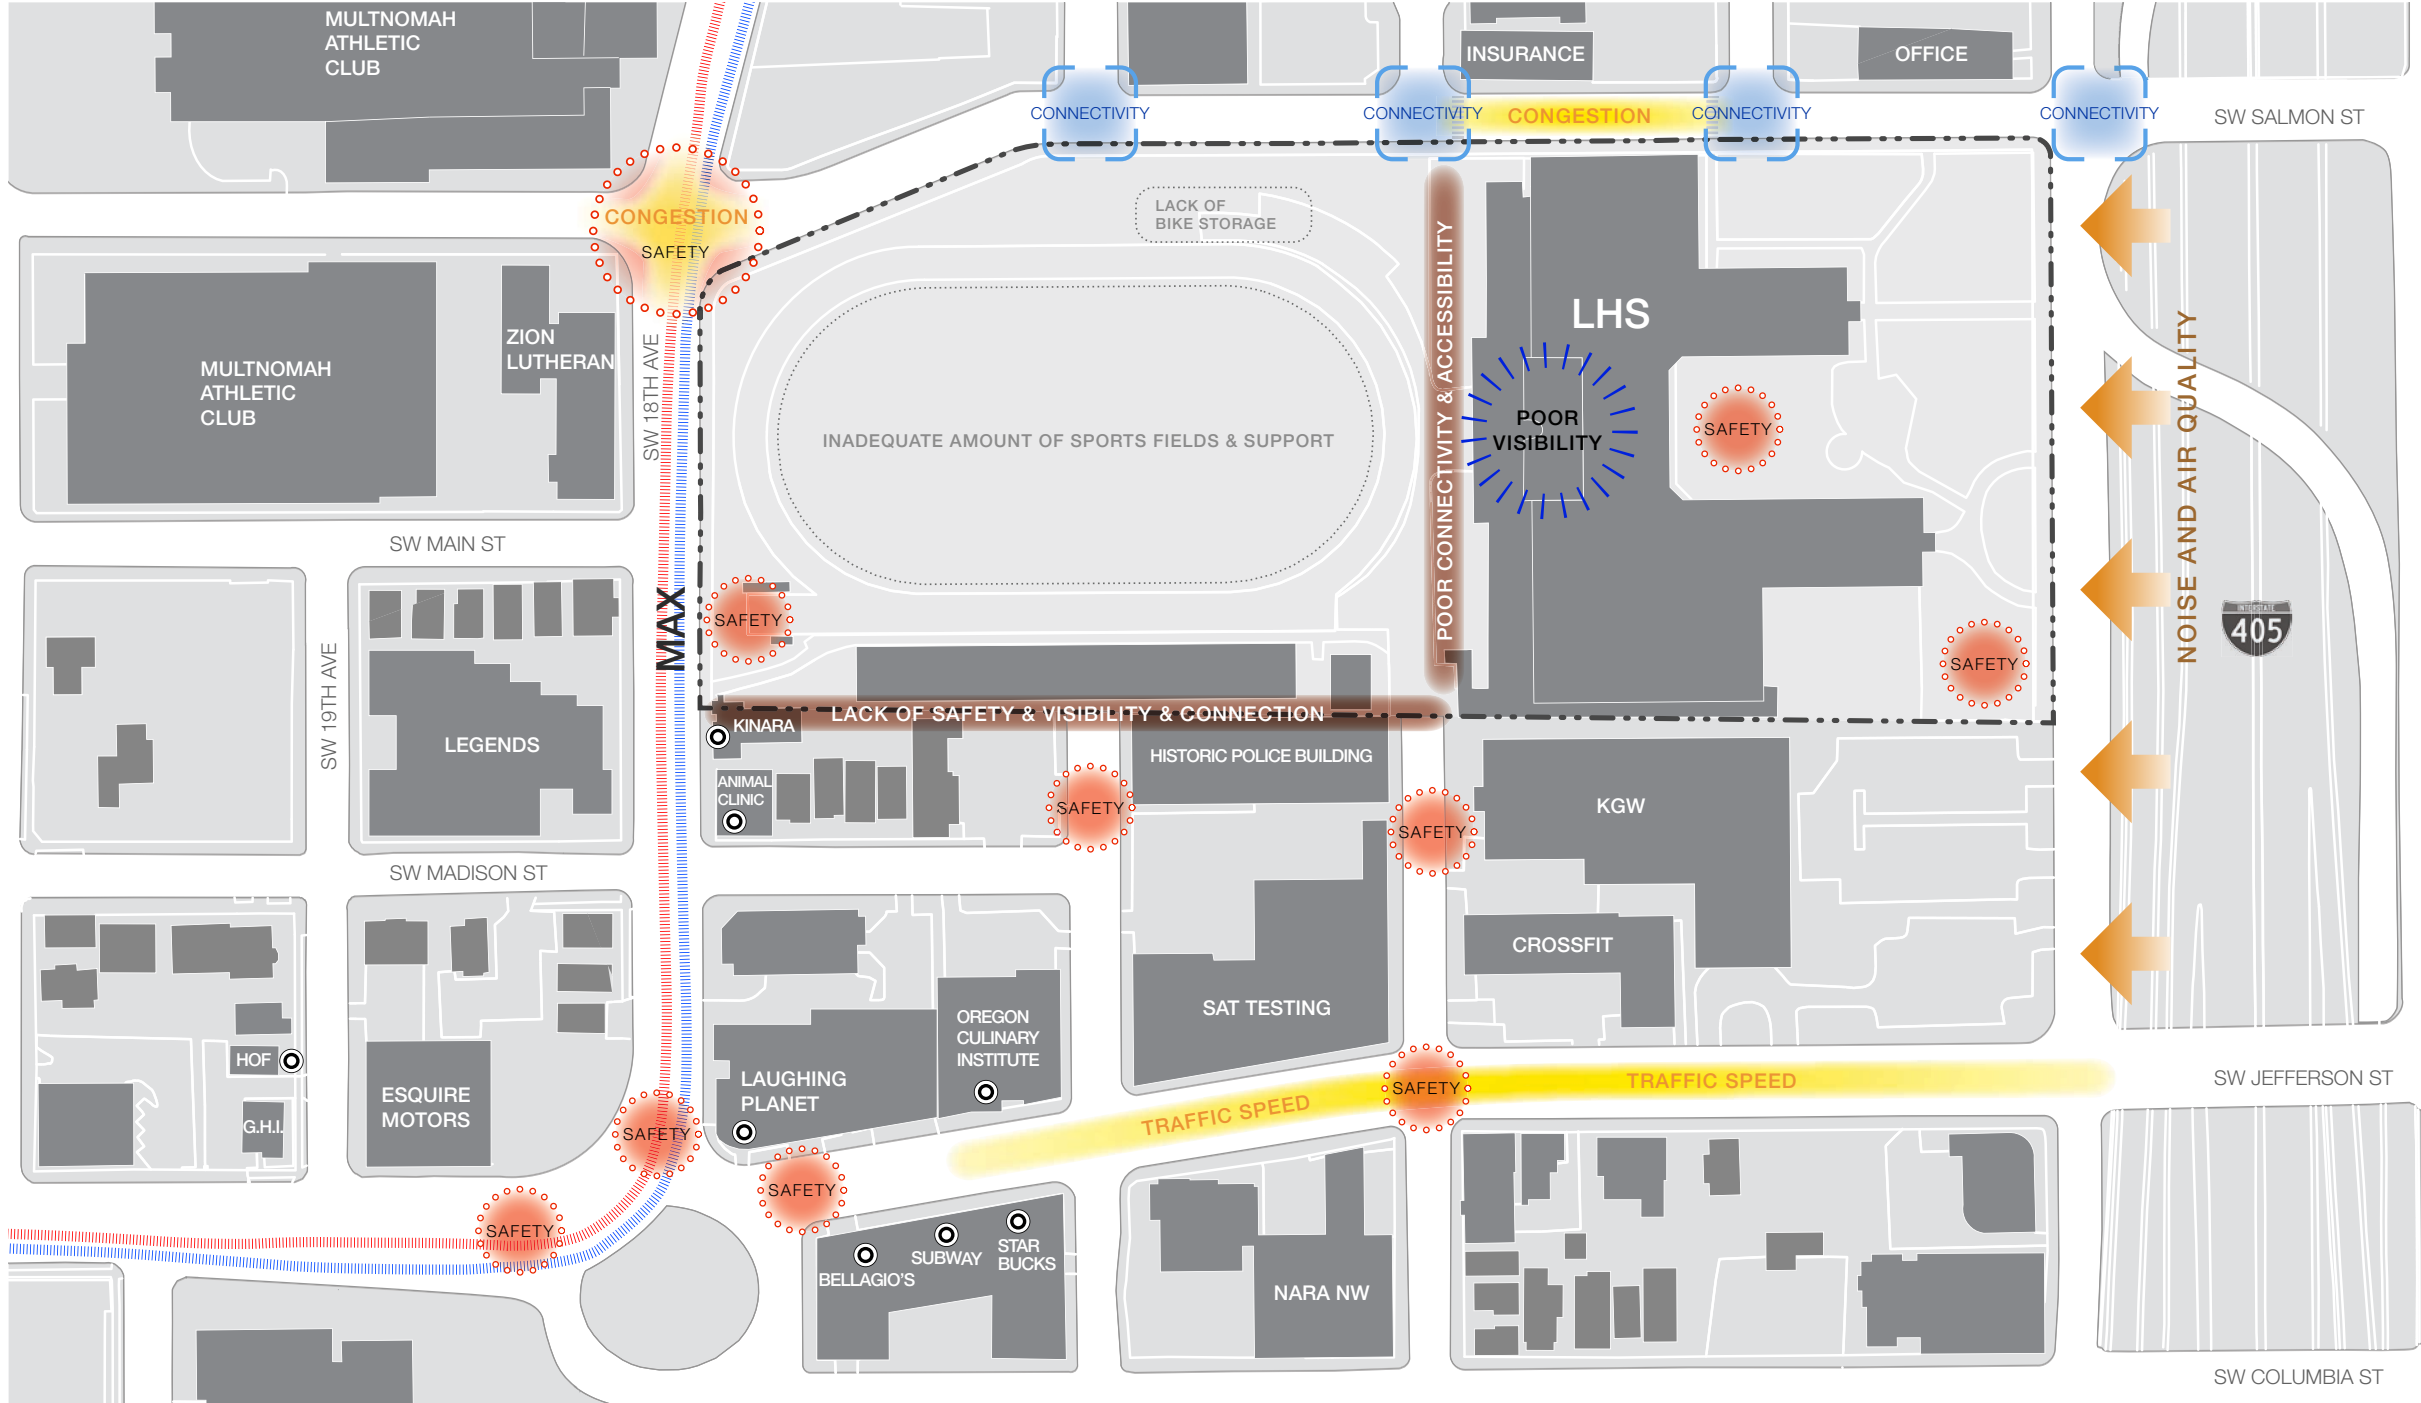 MULTNOMAH
ATHLETIC
CLUB
INSURANCE
OFFICE
CONNECTIVITY
CONNECTIVITY
CONGESTION
CONNECTIVITY
CONNECTIVITY
SW SALMON ST
CONGESTION
SAFETY
LACK OF
BIKE STORAGE
LHS
ZION
LUTHERAN
MULTNOMAH
ATHLETIC
CLUB
SW 18TH AVE
INADEQUATE AMOUNT OF SPORTS FIELDS & SUPPORT
POOR CONNECTIVITY & ACCESSIBILITY
POOR
VISIBILITY
SAFETY
NOISE AND AIR QUALITY
SW MAIN ST
MAX
SAFETY
INTERSTATE
405
SAFETY
SW 19TH AVE
LEGENDS
LACK OF SAFETY & VISIBILITY & CONNECTION
KINARA
HISTORIC POLICE BUILDING
ANIMAL
CLINIC
SAFETY
SAFETY
KGW
SW MADISON ST
CROSSFIT
SAT TESTING
OREGON
CULINARY
INSTITUTE
HOF
ESQUIRE
MOTORS
LAUGHING
PLANET
G.H.I.
SAFETY
TRAFFIC SPEED
SAFETY
TRAFFIC SPEED
SW JEFFERSON ST
SAFETY
SAFETY
BELLAGIO'S
SUBWAY
STAR
BUCKS
NARA NW
SW COLUMBIA ST